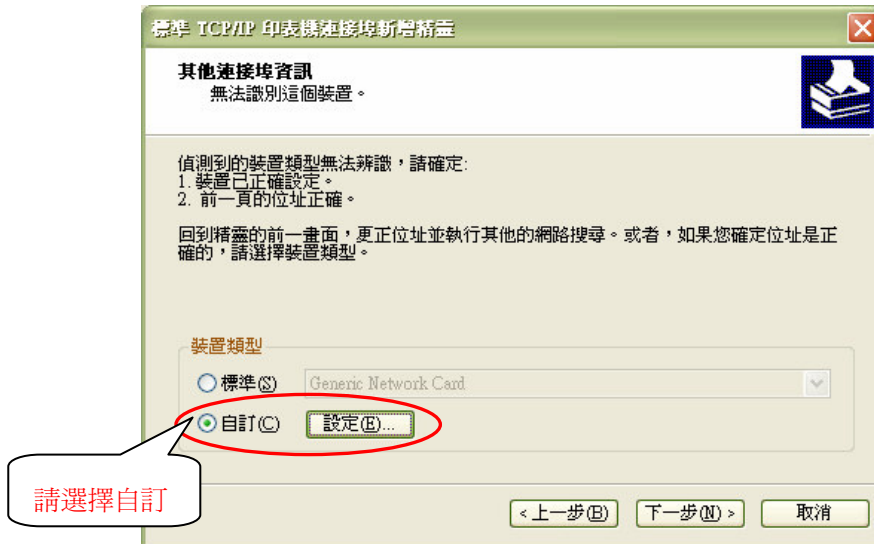 標準 TCP/IP 印表機連接埠新增精靈
其他連接埠資訊
無法識別這個裝置。
偵測到的裝置類型無法辨識，請確定:
1. 裝置已正確設定。
2. 前一頁的位址正確。
回到精靈的前一畫面，更正位址並執行其他的網路搜尋。或者，如果您確定位址是正
確的，請選擇裝置類型。
裝置類型
標準(S) Generic Network Card
自訂(C) 設定(E)...
請選擇自訂
< 上一步(B) 下一步(N) > 取消